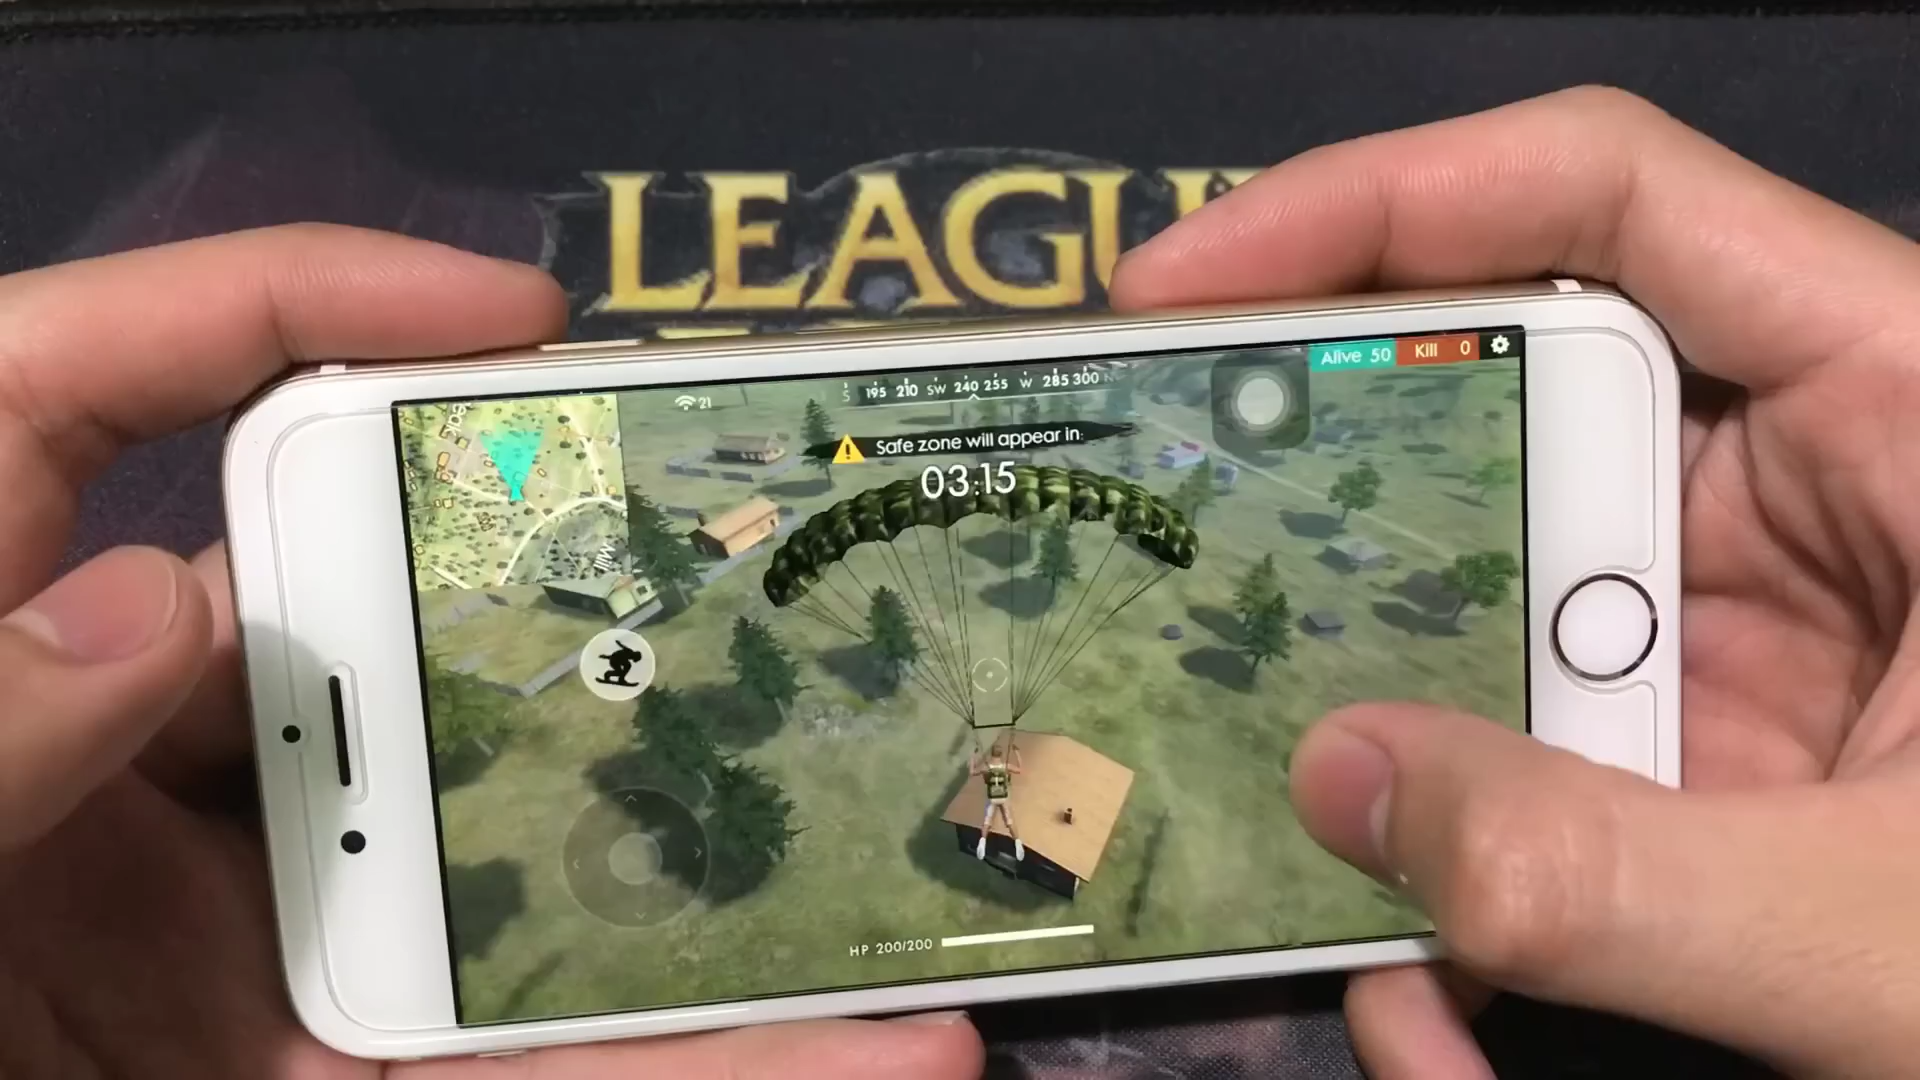 LEAGU
Alive 50 Kill 0
S 195 210 SW 240 255 W 285 300
21
Safe zone will appear in:
03:15
Mill
HP 200/200